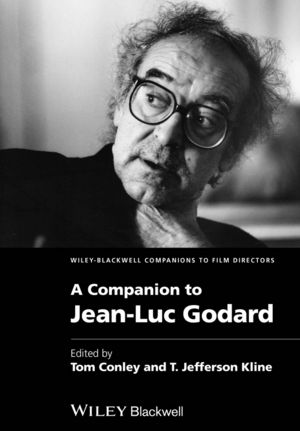 WILEY-BLACKWELL COMPANIONS TO FILM DIRECTORS
A Companion to
Jean-Luc Godard
Edited by
Tom Conley and T. Jefferson Kline
WILEY Blackwell